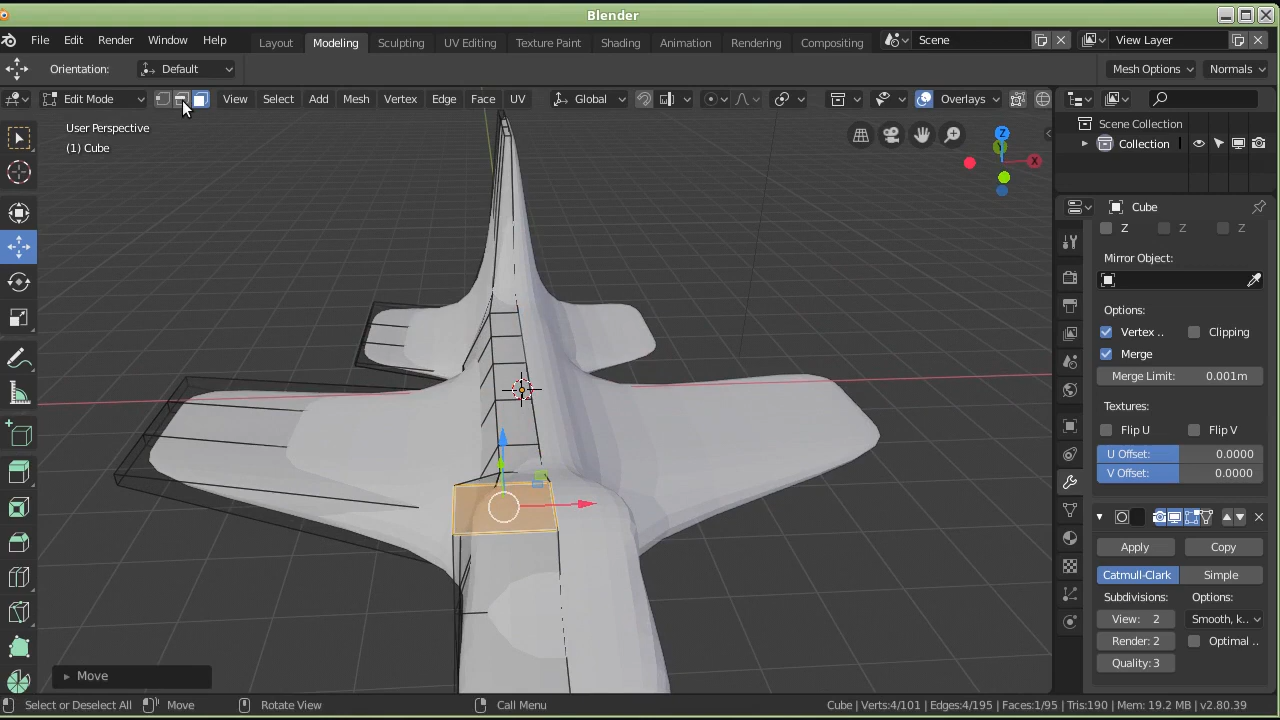 Blender
File Edit Render Window Help Layout Modeling Sculpting UV Editing Texture Paint Shading Animation Rendering Compositing Scene View Layer
Orientation: Default Mesh Options Normals
Edit Mode View Select Add Mesh Vertex Edge Face UV Global Overlays
User Perspective
(1) Cube
Z
X
Scene Collection
Collection
Cube
Z Z Z
Mirror Object:
Options:
Vertex .. Clipping
Merge
Merge Limit: 0.001m
Textures:
Flip U Flip V
U Offset: 0.0000
V Offset: 0.0000
Apply Copy
Catmull-Clark Simple
Subdivisions: Options:
View: 2 Smooth, k..
Render: 2 Optimal ..
Quality: 3
Move
Select or Deselect All Move Rotate View Call Menu Cube | Verts:4/101 | Edges:4/195 | Faces:1/95 | Tris:190 | Mem: 19.2 MB | v2.80.39